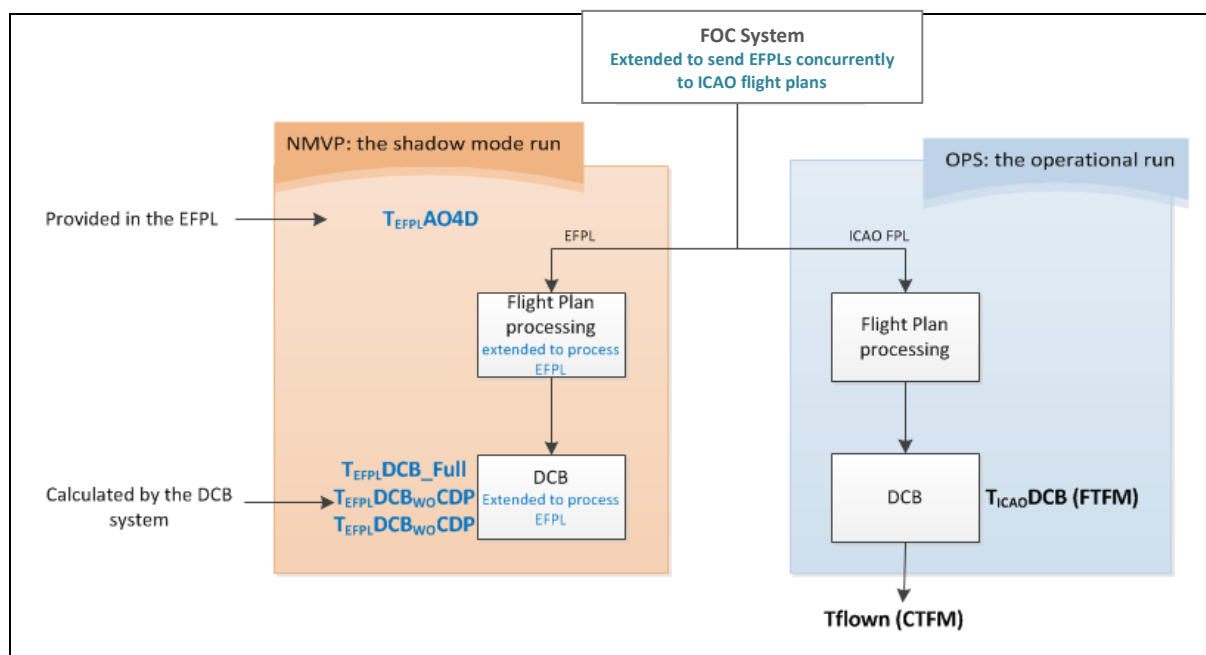 FOC System
Extended to send EFPLs concurrently
to ICAO flight plans
NMVP: the shadow mode run
OPS: the operational run
Provided in the EFPL
TEFPLAO4D
EFPL
ICAO FPL
Flight Plan
processing
extended to process
EFPL
Flight Plan
processing
TEFPLDCB_Full
TEFPLDCBWOCDP
TEFPLDCBWOCDP
Calculated by the DCB
system
DCB
Extended to process
EFPL
DCB
TICAODCB (FTFM)
Tflown (CTFM)